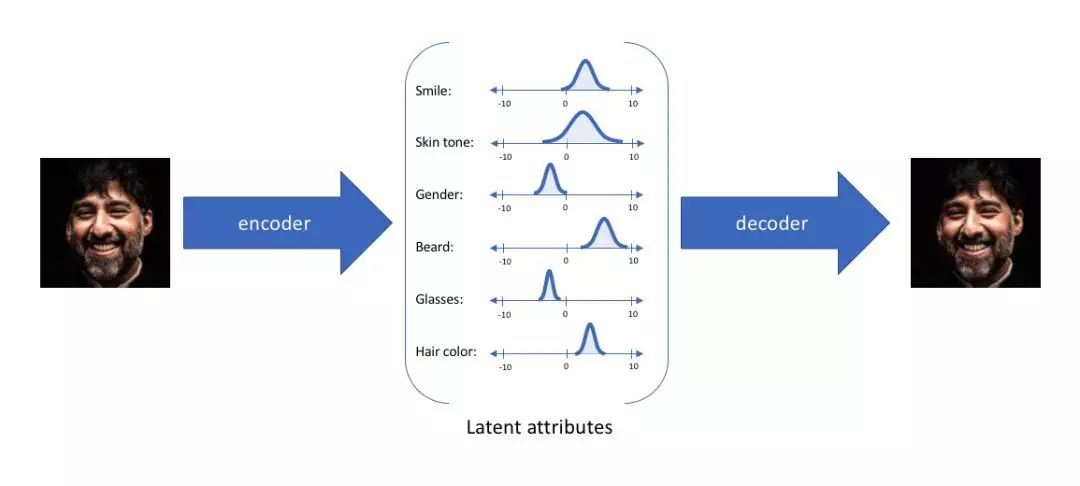 Smile:
-10 0 10
Skin tone:
-10 0 10
Gender:
-10 0 10
encoder
decoder
Beard:
-10 0 10
Glasses:
-10 0 10
Hair color:
-10 0 10
Latent attributes